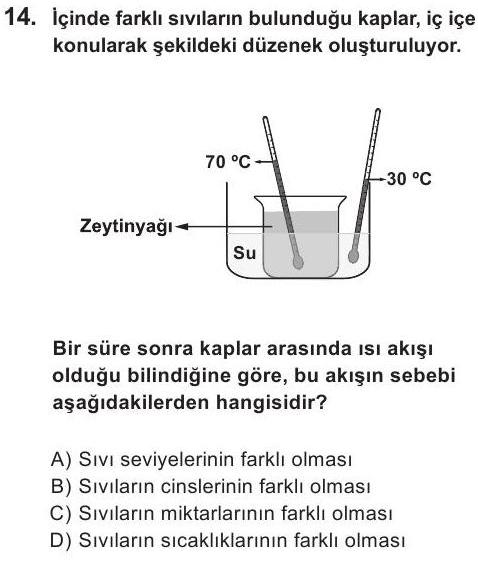 14. İçinde farklı sıvıların bulunduğu kaplar, iç içe
konularak şekildeki düzenek oluşturuluyor.
70 ºC
30 ºC
Zeytinyağı
Su
Bir süre sonra kaplar arasında ısı akışı
olduğu bilindiğine göre, bu akışın sebebi
aşağıdakilerden hangisidir?
A) Sıvı seviyelerinin farklı olması
B) Sıvıların cinslerinin farklı olması
C) Sıvıların miktarlarının farklı olması
D) Sıvıların sıcaklıklarının farklı olması